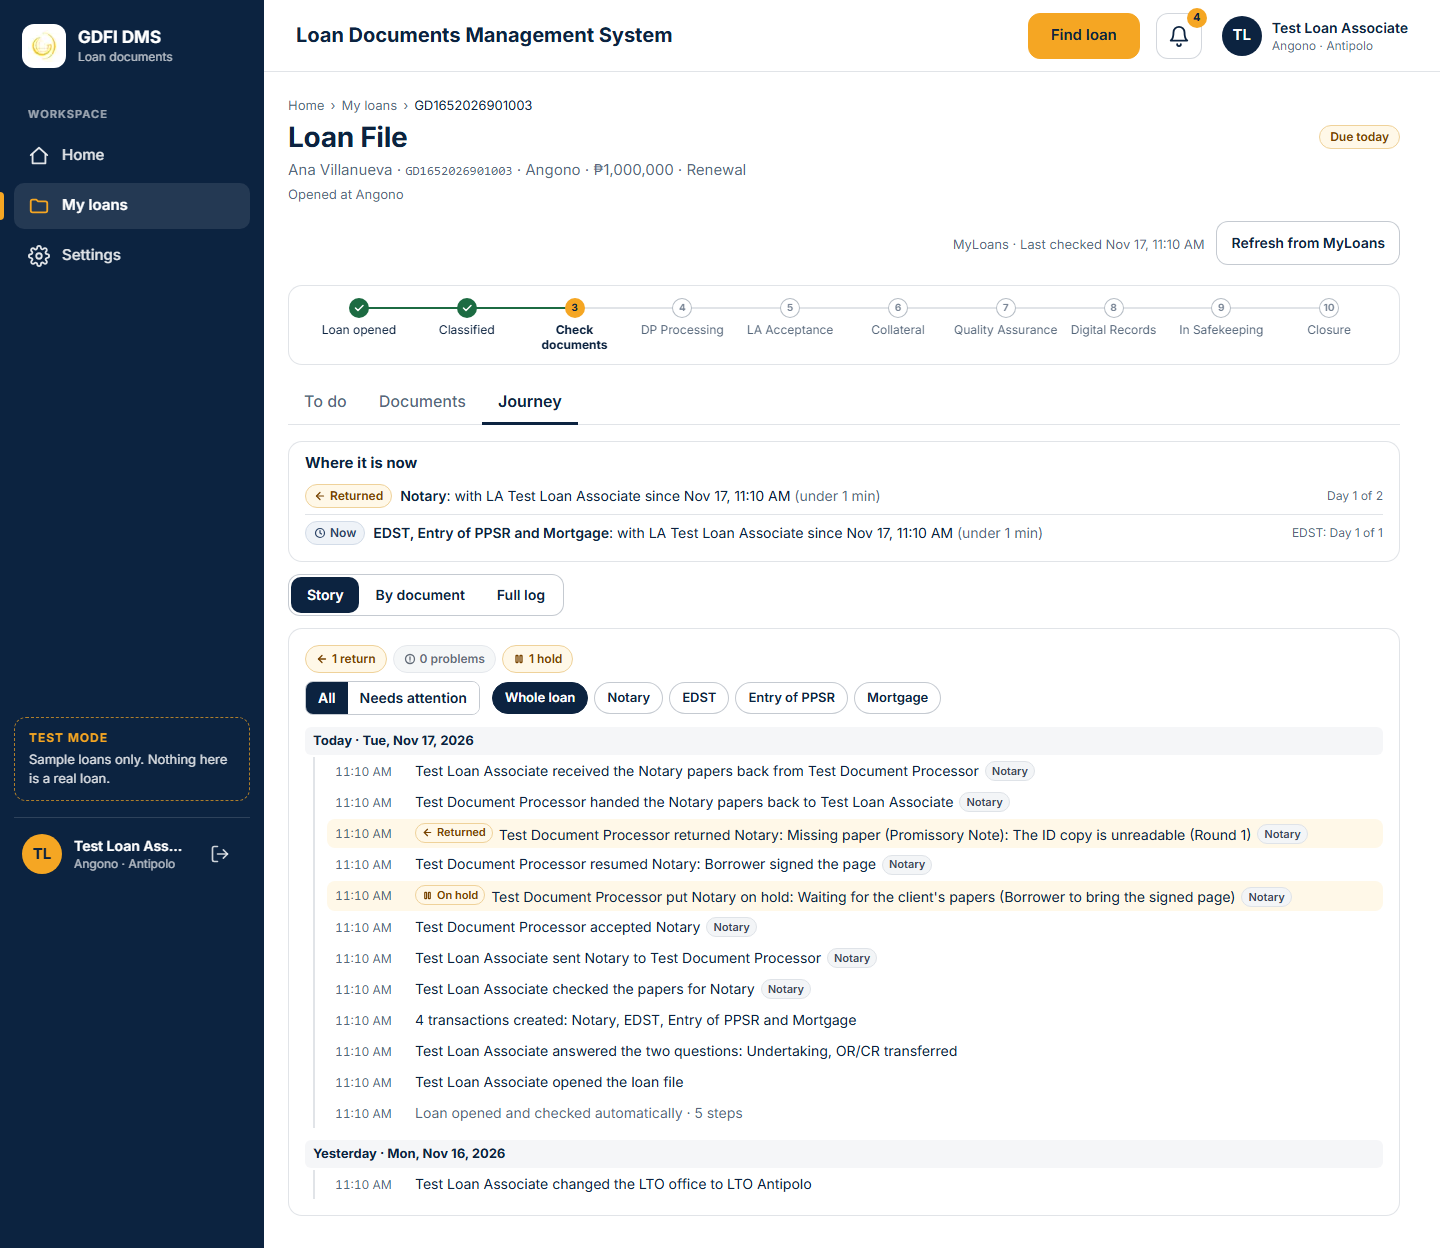 GDFI DMS
Loan documents
WORKSPACE
Home
My loans
Settings
TEST MODE
Sample loans only. Nothing here
is a real loan.
TL
Test Loan Ass...
Angono · Antipolo
Loan Documents Management System
Find loan
4
TL
Test Loan Associate
Angono · Antipolo
Home › My loans › GD1652026901003
Loan File
Due today
Ana Villanueva · GD1652026901003 · Angono · ₱1,000,000 · Renewal
Opened at Angono
MyLoans · Last checked Nov 17, 11:10 AM
Refresh from MyLoans
Loan opened
Classified
3
Check
documents
4
DP Processing
5
LA Acceptance
6
Collateral
7
Quality Assurance
8
Digital Records
9
In Safekeeping
10
Closure
To do
Documents
Journey
Where it is now
Returned Notary: with LA Test Loan Associate since Nov 17, 11:10 AM (under 1 min) Day 1 of 2
Now EDST, Entry of PPSR and Mortgage: with LA Test Loan Associate since Nov 17, 11:10 AM (under 1 min) EDST: Day 1 of 1
Story By document Full log
1 return 0 problems 1 hold
All Needs attention Whole loan Notary EDST Entry of PPSR Mortgage
Today · Tue, Nov 17, 2026
11:10 AM Test Loan Associate received the Notary papers back from Test Document Processor Notary
11:10 AM Test Document Processor handed the Notary papers back to Test Loan Associate Notary
11:10 AM Returned Test Document Processor returned Notary: Missing paper (Promissory Note): The ID copy is unreadable (Round 1) Notary
11:10 AM Test Document Processor resumed Notary: Borrower signed the page Notary
11:10 AM On hold Test Document Processor put Notary on hold: Waiting for the client's papers (Borrower to bring the signed page) Notary
11:10 AM Test Document Processor accepted Notary Notary
11:10 AM Test Loan Associate sent Notary to Test Document Processor Notary
11:10 AM Test Loan Associate checked the papers for Notary Notary
11:10 AM 4 transactions created: Notary, EDST, Entry of PPSR and Mortgage
11:10 AM Test Loan Associate answered the two questions: Undertaking, OR/CR transferred
11:10 AM Test Loan Associate opened the loan file
11:10 AM Loan opened and checked automatically · 5 steps
Yesterday · Mon, Nov 16, 2026
11:10 AM Test Loan Associate changed the LTO office to LTO Antipolo